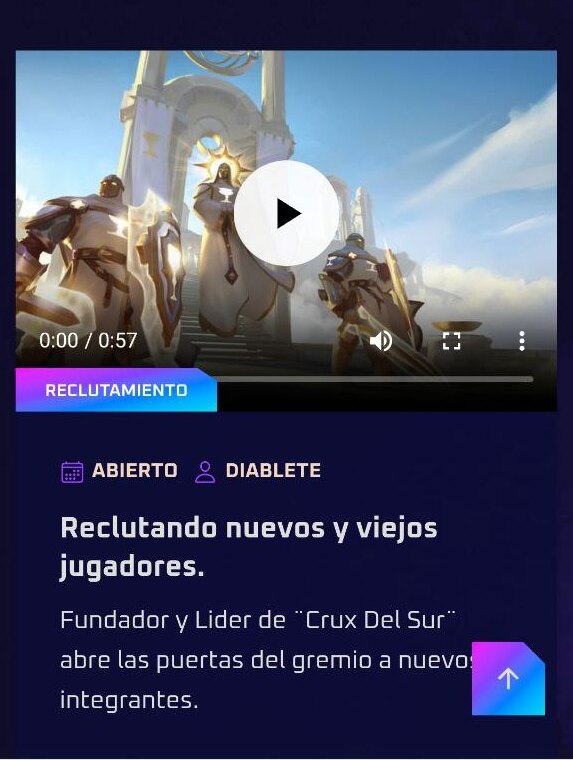 0:00 / 0:57
RECLUTAMIENTO
ABIERTO DIABLETE
Reclutando nuevos y viejos
jugadores.
Fundador y Lider de ¨Crux Del Sur¨
abre las puertas del gremio a nuevos
integrantes.